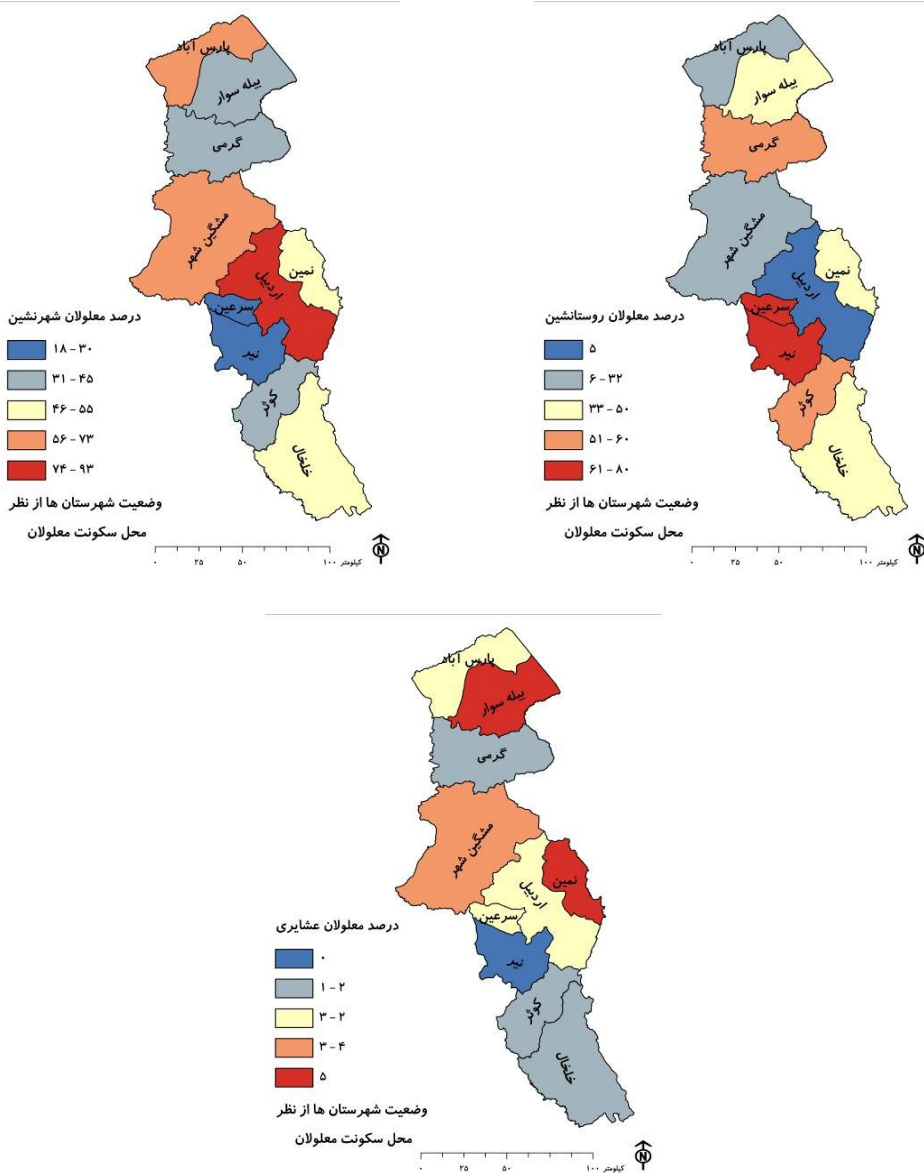 پارس آباد
بیله سوار
گرمی
مشگین شهر
نمین
اردبیل
سرعین
نیر
کوثر
خلخال
درصد معلولان شهرنشین
۱۸ - ۳۰
۳۱ - ۴۵
۴۶ - ۵۵
۵۶ - ۷۳
۷۴ - ۹۳
وضعیت شهرستان ها از نظر
محل سکونت معلولان
۰ ۲۵ ۵۰ ۱۰۰ کیلومتر
N
پارس آباد
بیله سوار
گرمی
مشگین شهر
نمین
اردبیل
سرعین
نیر
کوثر
خلخال
درصد معلولان روستانشین
۵
۶ - ۳۲
۳۳ - ۵۰
۵۱ - ۶۰
۶۱ - ۸۰
وضعیت شهرستان ها از نظر
محل سکونت معلولان
۰ ۲۵ ۵۰ ۱۰۰ کیلومتر
N
پارس آباد
بیله سوار
گرمی
مشگین شهر
نمین
اردبیل
سرعین
نیر
کوثر
خلخال
درصد معلولان عشایری
۰
۱ - ۲
۳ - ۲
۳ - ۴
۵
وضعیت شهرستان ها از نظر
محل سکونت معلولان
۰ ۲۵ ۵۰ ۱۰۰ کیلومتر
N